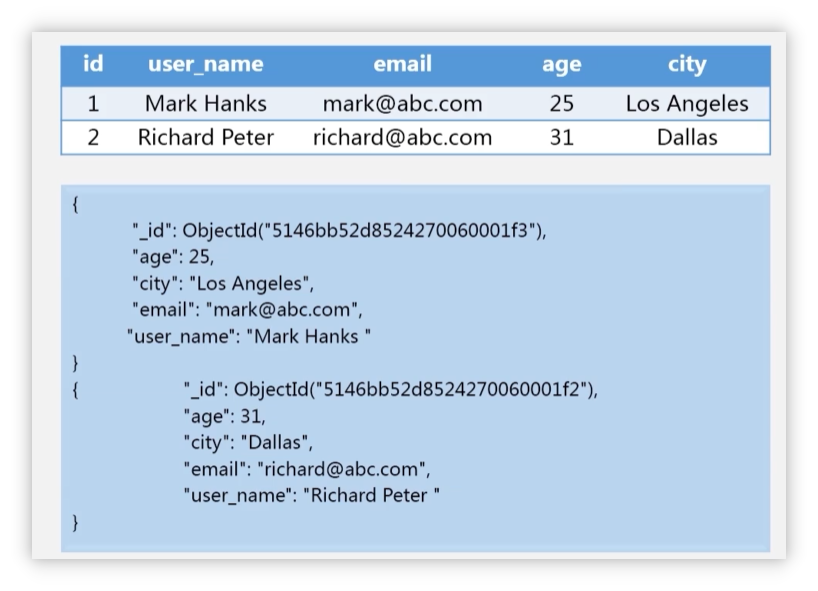 id user_name email age city
1 Mark Hanks mark@abc.com 25 Los Angeles
2 Richard Peter richard@abc.com 31 Dallas
{
"_id": ObjectId("5146bb52d8524270060001f3"),
"age": 25,
"city": "Los Angeles",
"email": "mark@abc.com",
"user_name": "Mark Hanks "
}
{ "_id": ObjectId("5146bb52d8524270060001f2"),
"age": 31,
"city": "Dallas",
"email": "richard@abc.com",
"user_name": "Richard Peter "
}